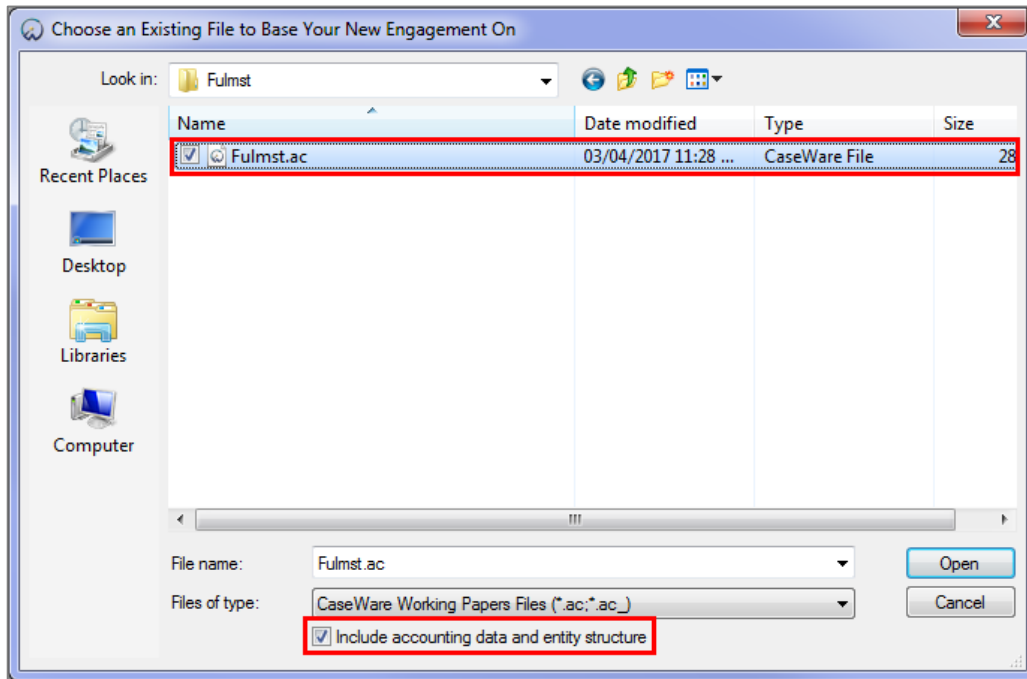 Choose an Existing File to Base Your New Engagement On
Look in: Fulmst
Name Date modified Type Size
Fulmst.ac 03/04/2017 11:28 ... CaseWare File 28
Recent Places
Desktop
Libraries
Computer
File name: Fulmst.ac Open
Files of type: CaseWare Working Papers Files (*.ac;*.ac_) Cancel
Include accounting data and entity structure